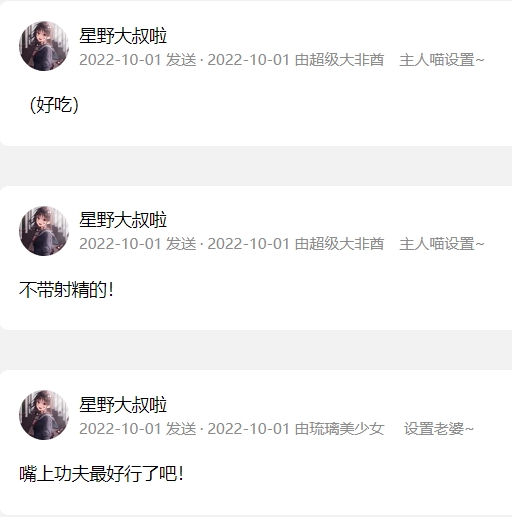 星野大叔啦
2022-10-01 发送 · 2022-10-01 由超级大非酋 主人喵设置~
（好吃）
星野大叔啦
2022-10-01 发送 · 2022-10-01 由超级大非酋 主人喵设置~
不带射精的！
星野大叔啦
2022-10-01 发送 · 2022-10-01 由琉璃美少女 设置老婆~
嘴上功夫最好行了吧！